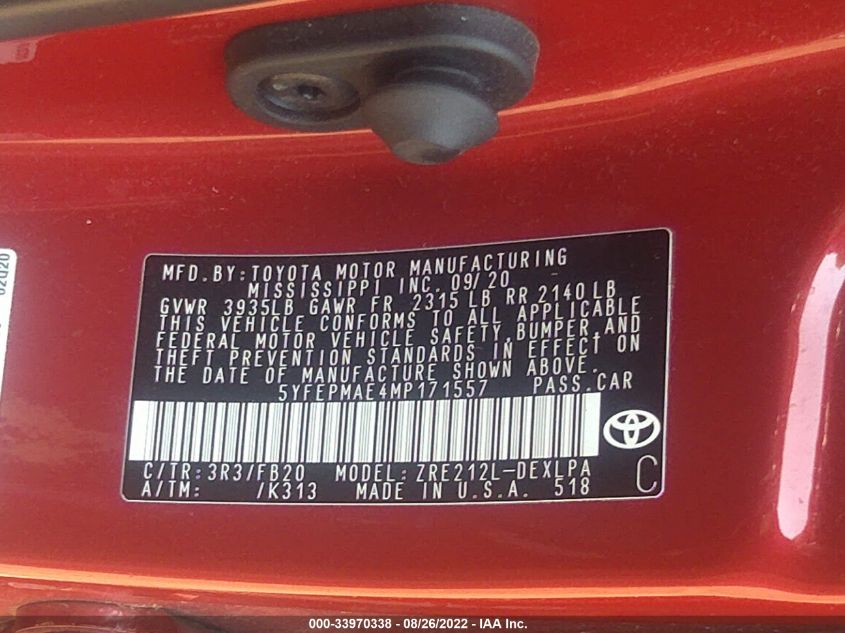 MFD. BY: TOYOTA MOTOR MANUFACTURING
MISSISSIPPI INC. 09/20
GVWR 3935LB GAWR FR 2315 LB RR 2140 LB
THIS VEHICLE CONFORMS TO ALL APPLICABLE
FEDERAL MOTOR VEHICLE SAFETY, BUMPER, AND
THEFT PREVENTION STANDARDS IN EFFECT ON
THE DATE OF MANUFACTURE SHOWN ABOVE.
5YFEPMAE4MP171557 PASS. CAR
C/TR: 3R3/FB20 MODEL: ZRE212L-DEXLPA
A/TM: /K313 MADE IN U.S.A. 518
C
000-33970338 - 08/26/2022 - IAA Inc.